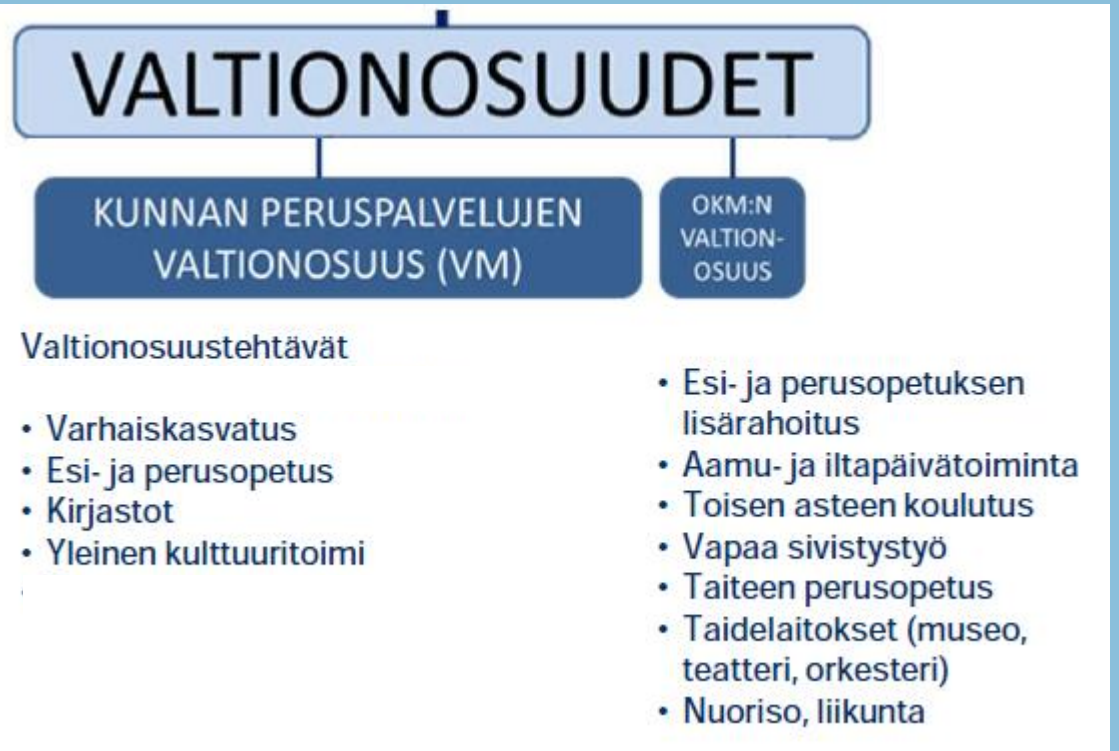 VALTIONOSUUDET
KUNNAN PERUSPALVELUJEN
VALTIONOSUUS (VM)
OKM:N
VALTION-
OSUUS
Valtionosuustehtävät
• Varhaiskasvatus
• Esi- ja perusopetus
• Kirjastot
• Yleinen kulttuuritoimi
• Esi- ja perusopetuksen
lisärahoitus
• Aamu- ja iltapäivätoiminta
• Toisen asteen koulutus
• Vapaa sivistystyö
• Taiteen perusopetus
• Taidelaitokset (museo,
teatteri, orkesteri)
• Nuoriso, liikunta